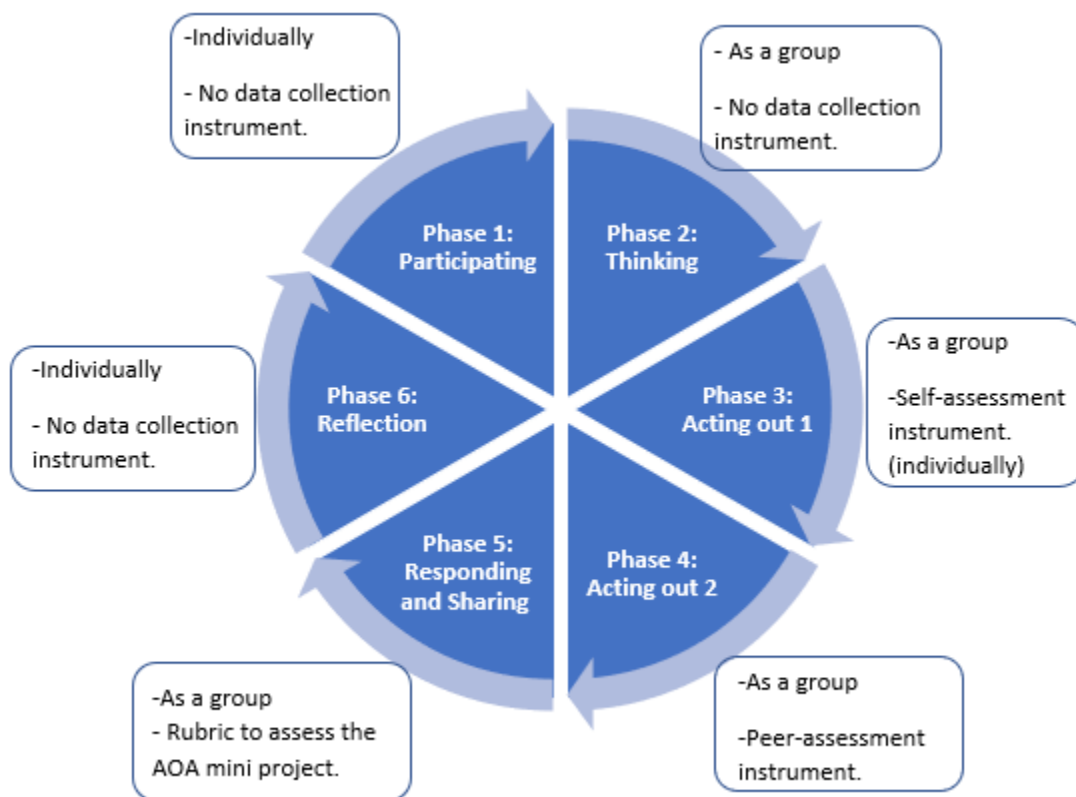 -Individually
- No data collection
instrument.
- As a group
- No data collection
instrument.
Phase 1:
Participating
Phase 2:
Thinking
-As a group
-Self-assessment
instrument.
(individually)
Phase 3:
Acting out 1
-Individually
- No data collection
instrument.
Phase 6:
Reflection
Phase 5:
Responding
and Sharing
Phase 4:
Acting out 2
-As a group
- Rubric to assess the
AOA mini project.
-As a group
-Peer-assessment
instrument.